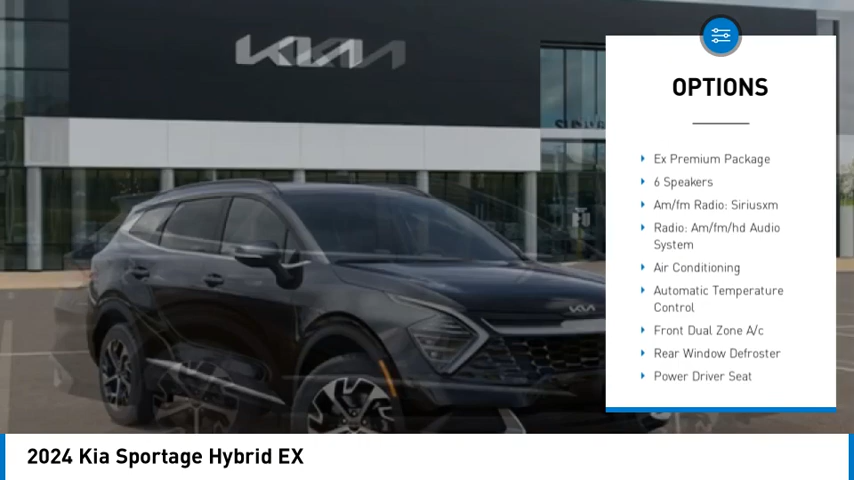 KIA
OPTIONS
Ex Premium Package
6 Speakers
Am/fm Radio: Siriusxm
Radio: Am/fm/hd Audio
System
Air Conditioning
Automatic Temperature
Control
Front Dual Zone A/c
Rear Window Defroster
Power Driver Seat
KIA
2024 Kia Sportage Hybrid EX